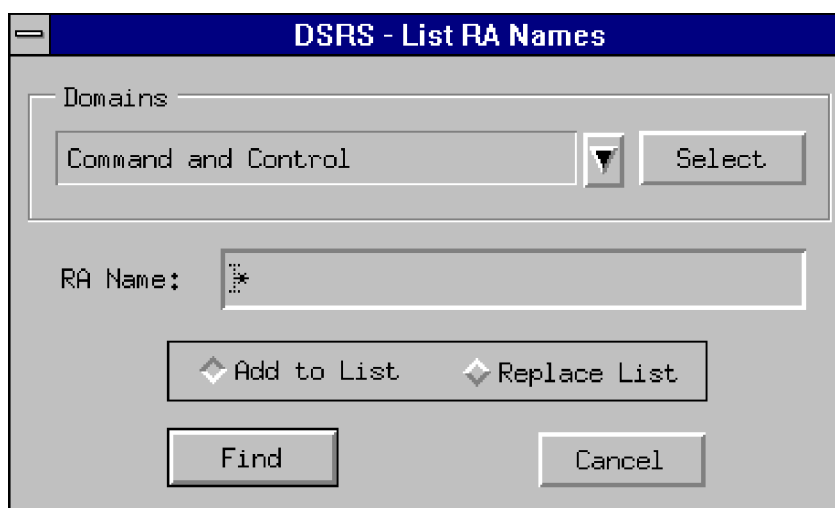 DSRS - List RA Names
Domains
Command and Control
Select
RA Name: *
Add to List Replace List
Find Cancel